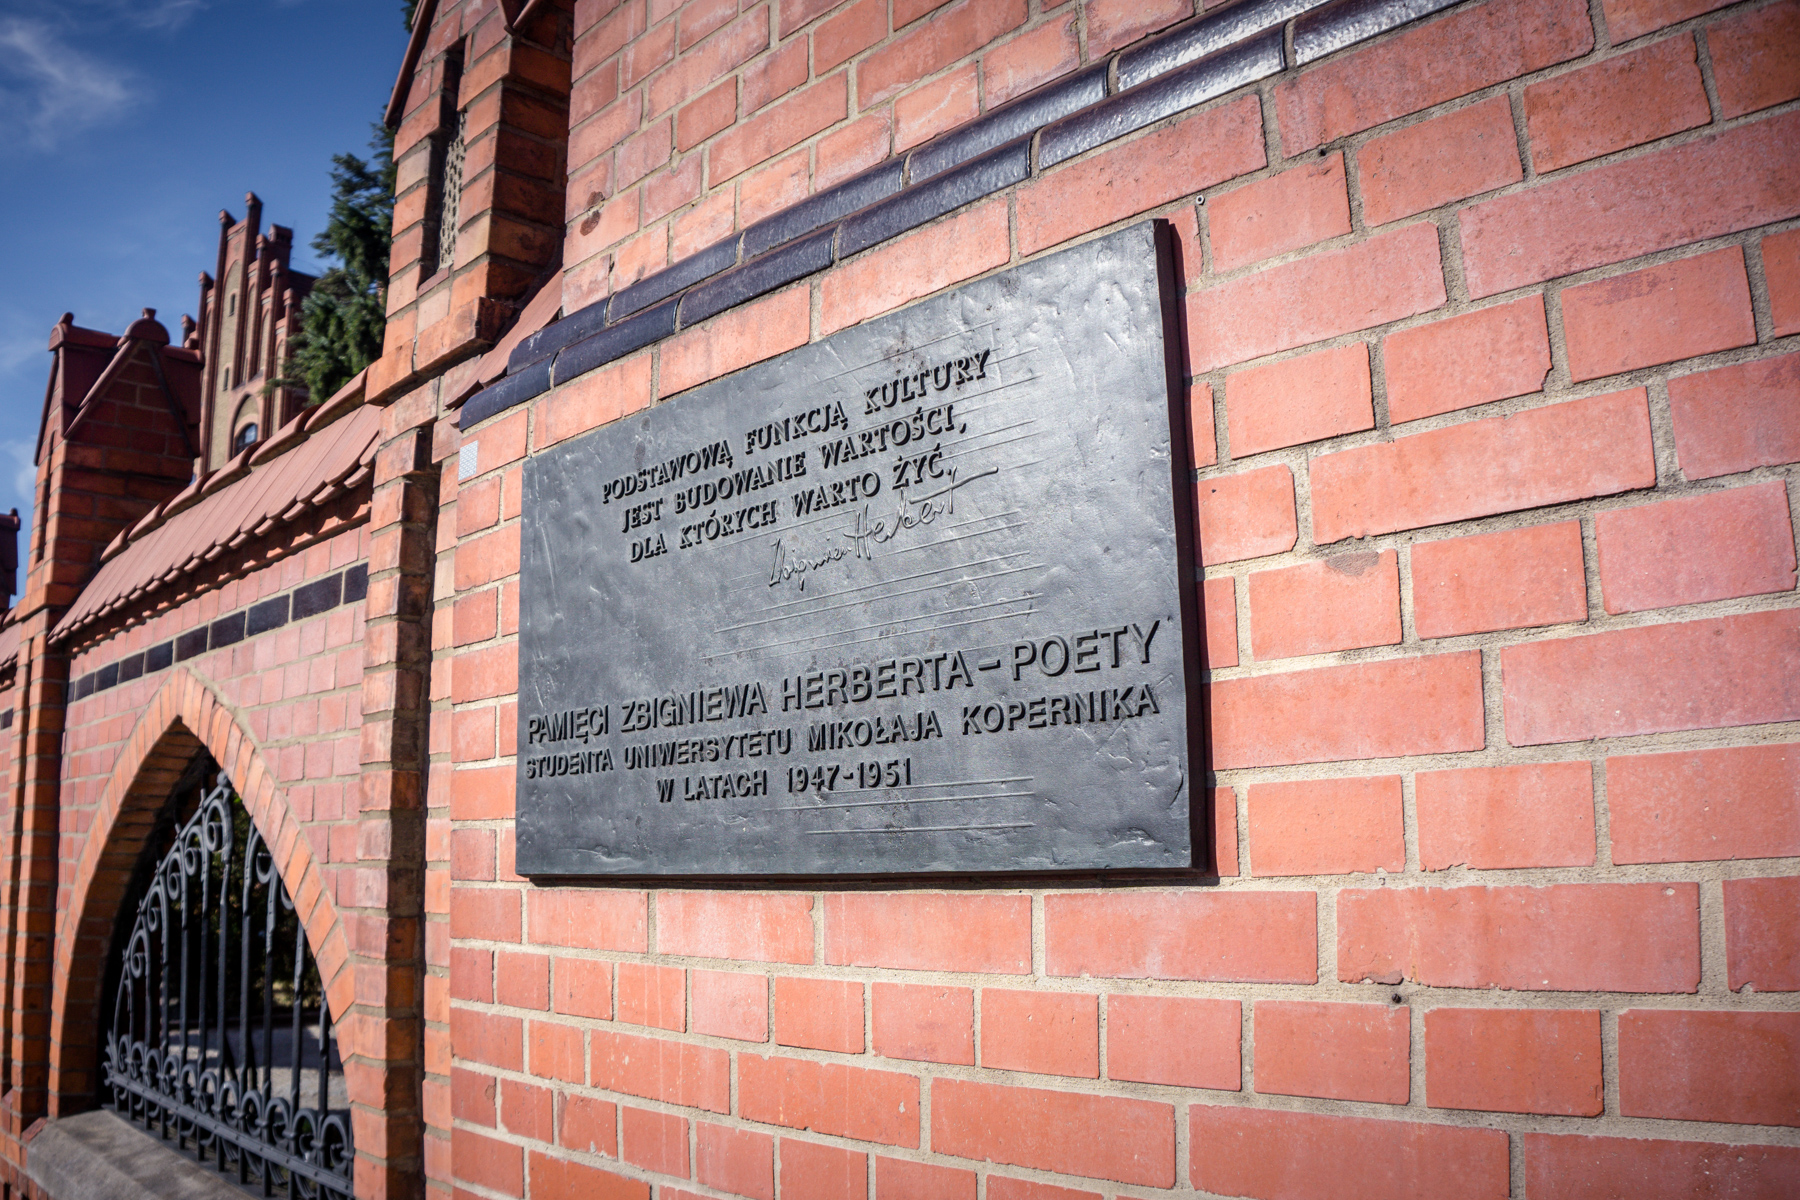 PODSTAWOWĄ FUNKCJĄ KULTURY
JEST BUDOWANIE WARTOŚCI,
DLA KTÓRYCH WARTO ŻYĆ.
Zbigniew Herbert
PAMIĘCI ZBIGNIEWA HERBERTA – POETY
STUDENTA UNIWERSYTETU MIKOŁAJA KOPERNIKA
W LATACH 1947-1951